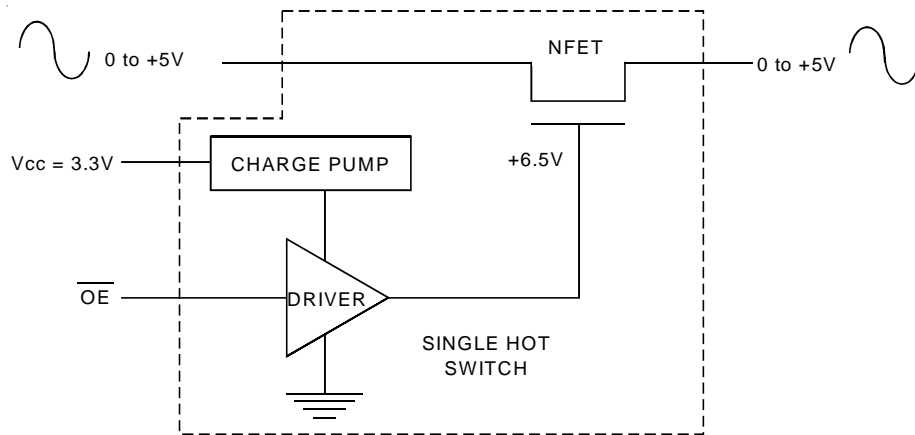 NFET
0 to +5V
0 to +5V
Vcc = 3.3V
CHARGE PUMP
+6.5V
OE
DRIVER
SINGLE HOT
SWITCH